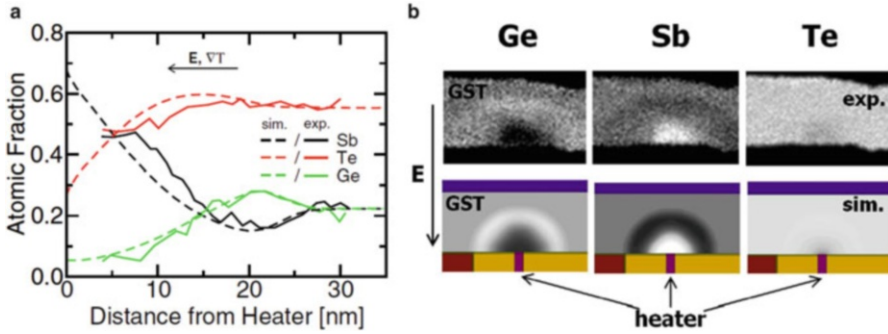 a
0.8
0.6
0.4
0.2
0.0
Atomic Fraction
E, ∇T
sim. exp.
/ Sb
/ Te
/ Ge
0 10 20 30
Distance from Heater [nm]
b
Ge Sb Te
GST
exp.
E
GST
sim.
heater